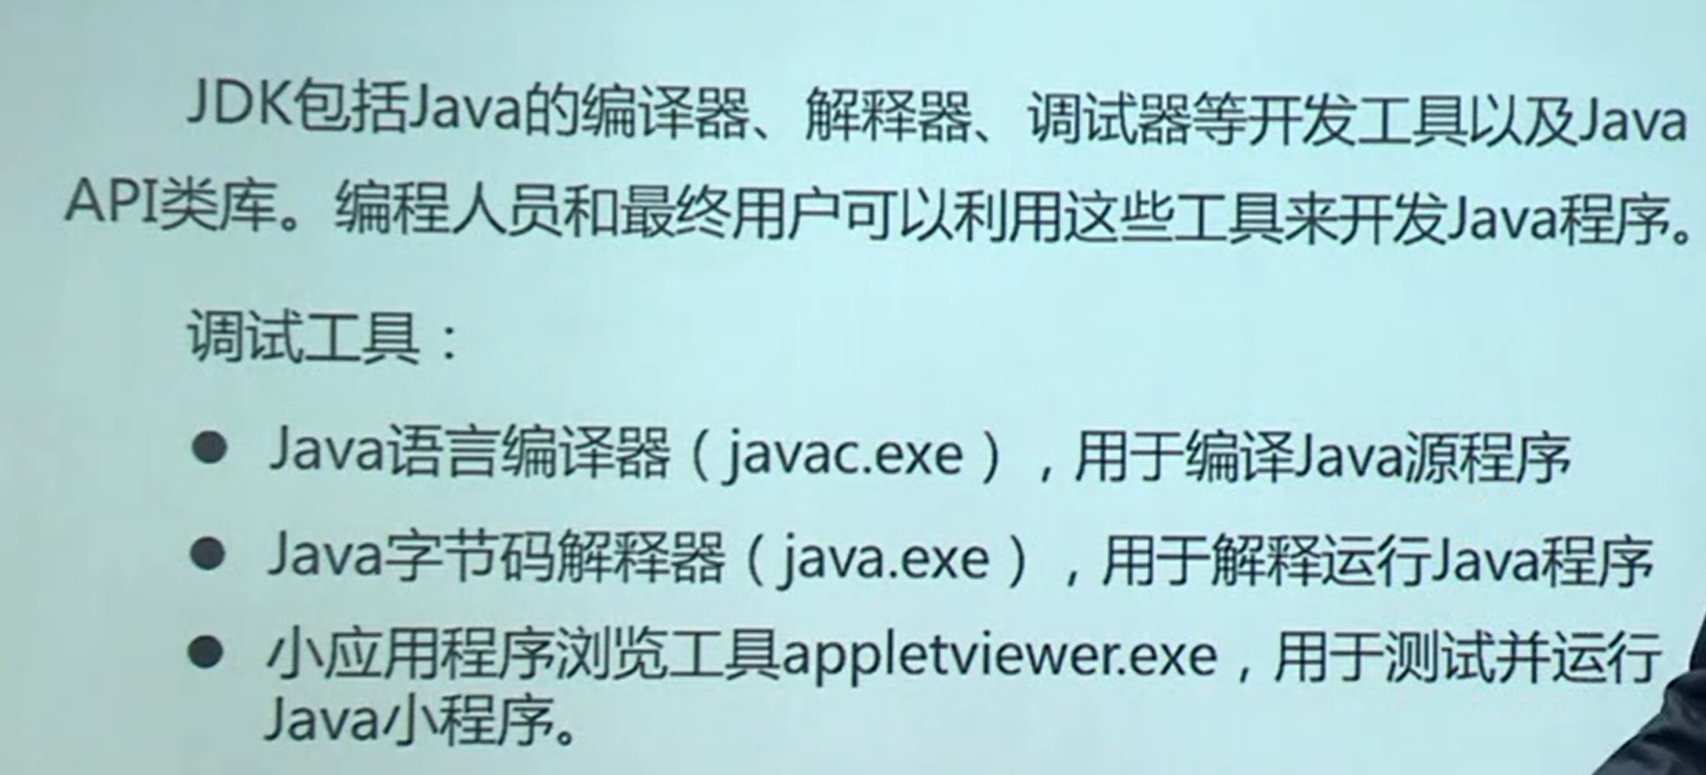 JDK包括Java的编译器、解释器、调试器等开发工具以及Java
API类库。编程人员和最终用户可以利用这些工具来开发Java程序。
调试工具：
● Java语言编译器（javac.exe），用于编译Java源程序
● Java字节码解释器（java.exe），用于解释运行Java程序
● 小应用程序浏览工具appletviewer.exe，用于测试并运行
Java小程序。